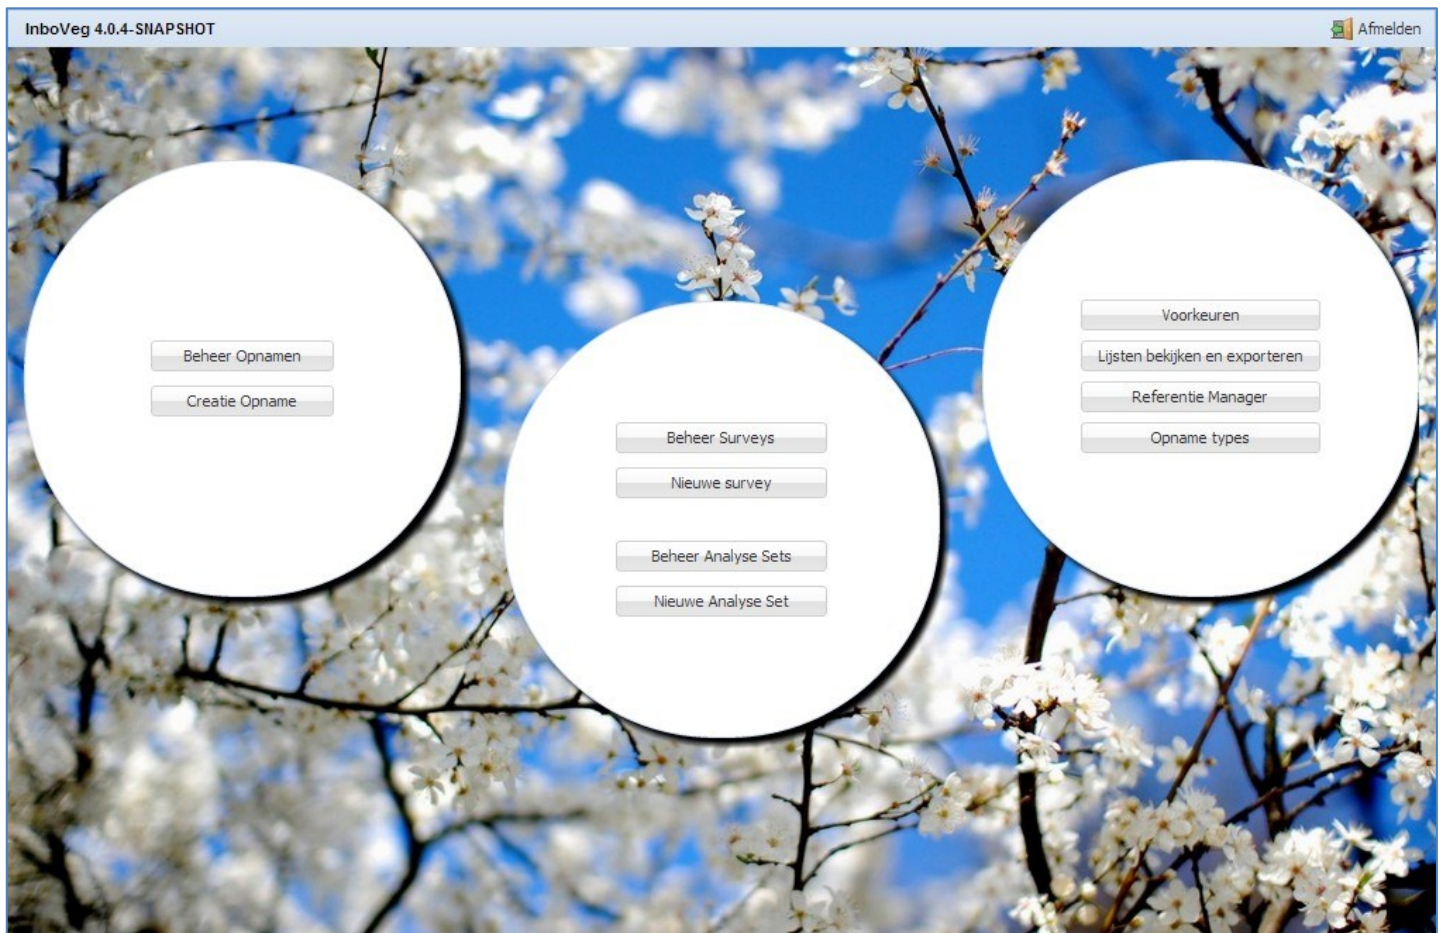 InboVeg 4.0.4-SNAPSHOT
Afmelden
Beheer Opnamen
Creatie Opname
Beheer Surveys
Nieuwe survey
Beheer Analyse Sets
Nieuwe Analyse Set
Voorkeuren
Lijsten bekijken en exporteren
Referentie Manager
Opname types